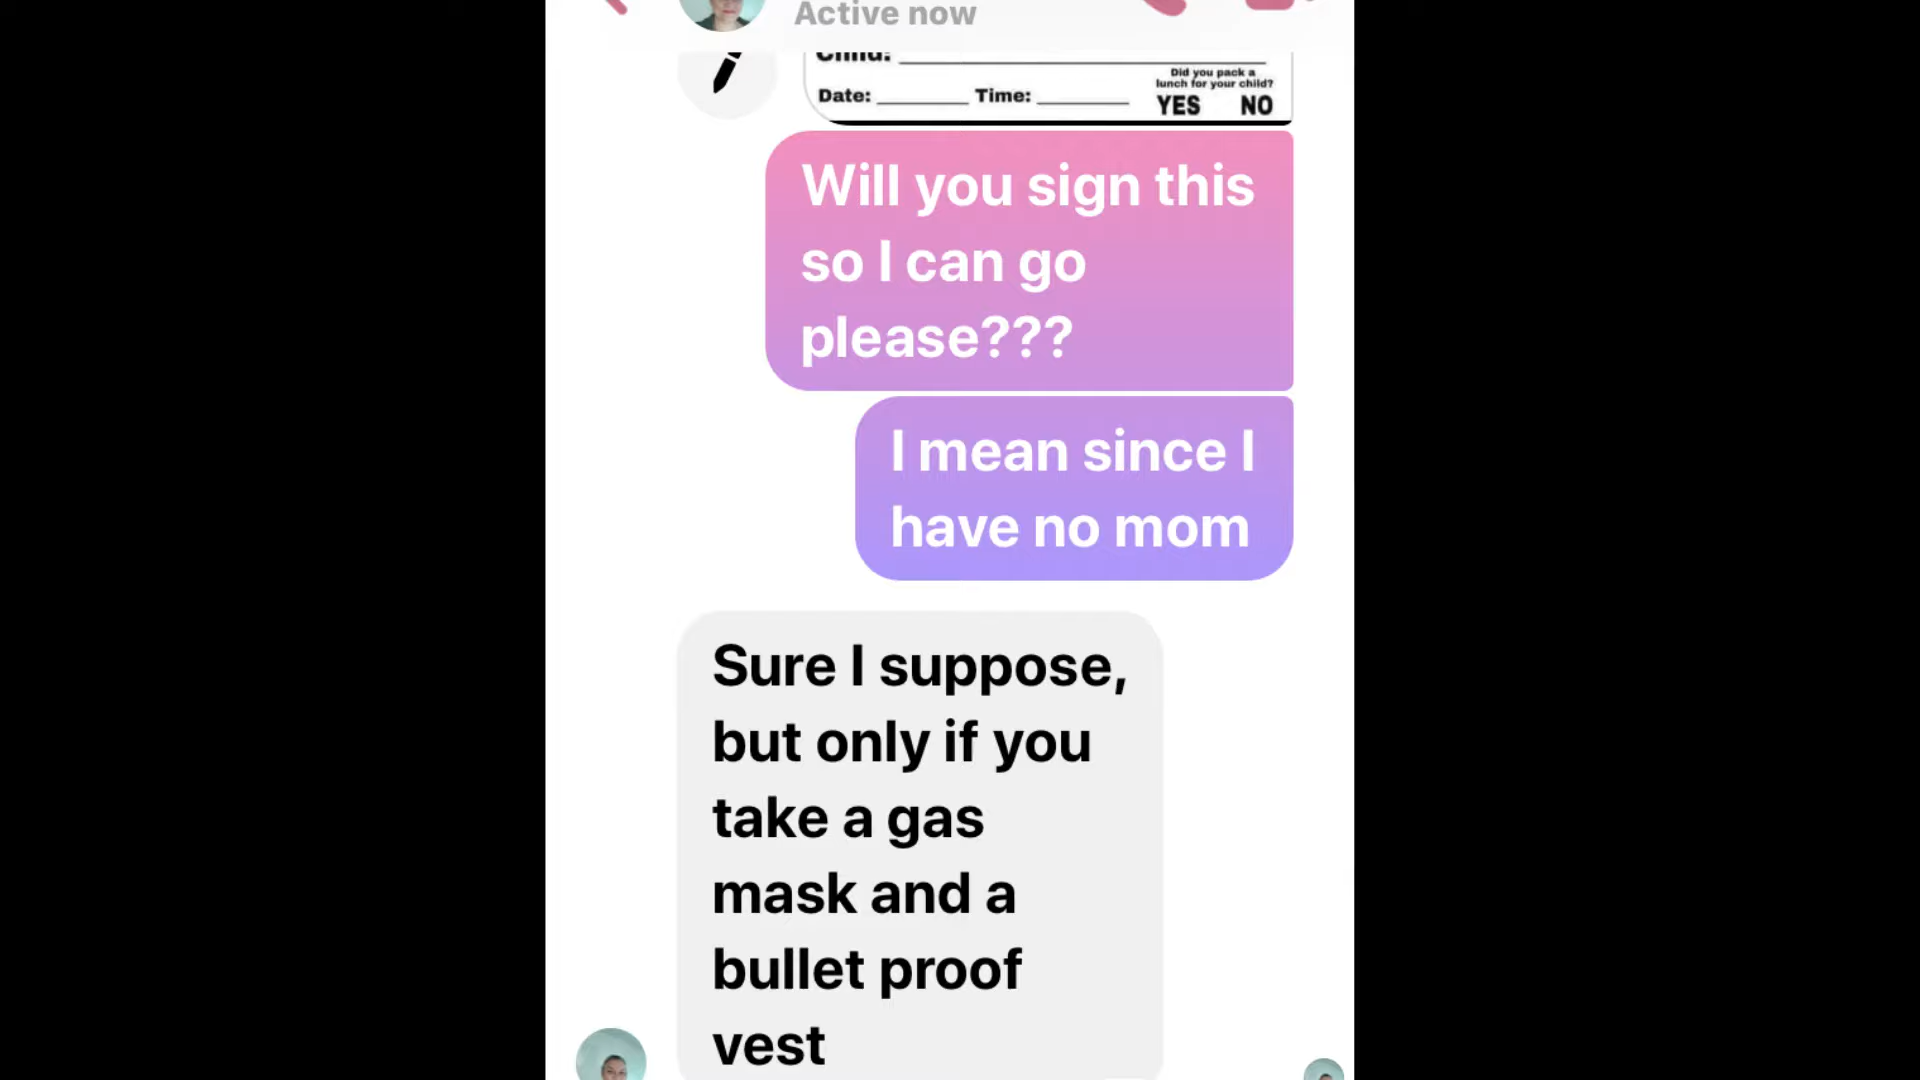 Active now
Child:
Did you pack a
lunch for your child?
Date: Time:
YES NO
Will you sign this
so I can go
please???
I mean since I
have no mom
Sure I suppose,
but only if you
take a gas
mask and a
bullet proof
vest